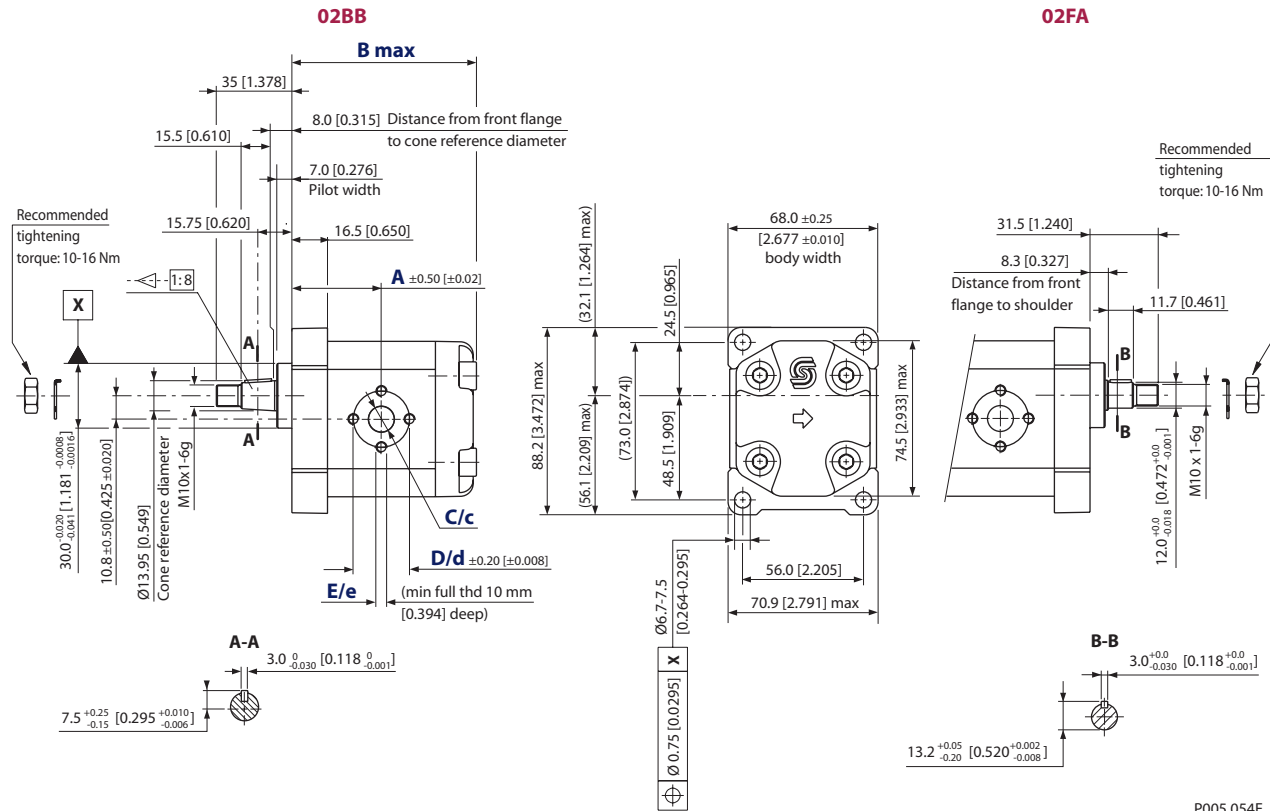 02BB
02FA
B max
35 [1.378]
8.0 [0.315] Distance from front flange
to cone reference diameter
15.5 [0.610]
7.0 [0.276]
Pilot width
Recommended
tightening
torque: 10-16 Nm
15.75 [0.620]
16.5 [0.650]
1:8
A ±0.50 [±0.02]
X
A
A
30.0 -0.020 -0.041 [1.181 -0.0008 -0.0016]
10.8 ±0.50[0.425 ±0.020]
Ø13.95 [0.549]
Cone reference diameter
M10x1-6g
C/c
D/d ±0.20 [±0.008]
E/e
(min full thd 10 mm
[0.394] deep)
A-A
3.0 0 -0.030 [0.118 0 -0.001]
7.5 +0.25 -0.15 [0.295 +0.010 -0.006]
68.0 ±0.25
[2.677 ±0.010]
body width
(32.1 [1.264] max)
24.5 [0.965]
88.2 [3.472] max
(56.1 [2.209] max)
(73.0 [2.874])
48.5 [1.909]
74.5 [2.933] max
Ø6.7-7.5
[0.264-0.295]
56.0 [2.205]
70.9 [2.791] max
Ø 0.75 [0.0295] X
Recommended
tightening
torque: 10-16 Nm
31.5 [1.240]
8.3 [0.327]
Distance from front
flange to shoulder
11.7 [0.461]
B
B
12.0 +0.0 -0.018 [0.472 +0.0 -0.001]
M10 x 1-6g
B-B
3.0 +0.0 -0.030 [0.118 +0.0 -0.001]
13.2 +0.05 -0.20 [0.520 +0.002 -0.008]
P005 054E